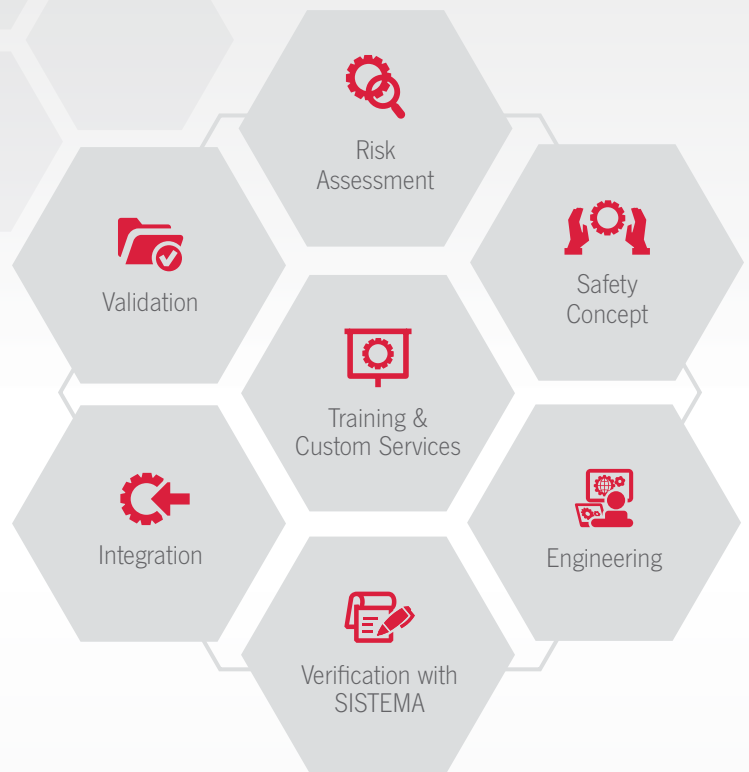 Risk
Assessment
Safety
Concept
Validation
Training &
Custom Services
Engineering
Integration
Verification with
SISTEMA